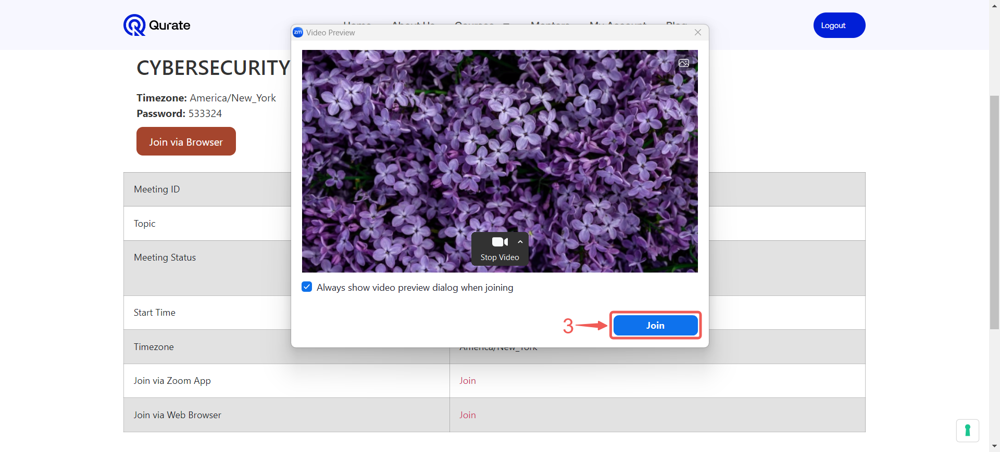 Qurate
Home About Us Courses Mentors My Account Blog
Logout
zm Video Preview
CYBERSECURITY
Timezone: America/New_York
Password: 533324
Join via Browser
Stop Video
Always show video preview dialog when joining
3
Join
Meeting ID
Topic
Meeting Status
Start Time
Timezone America/New_York
Join via Zoom App Join
Join via Web Browser Join